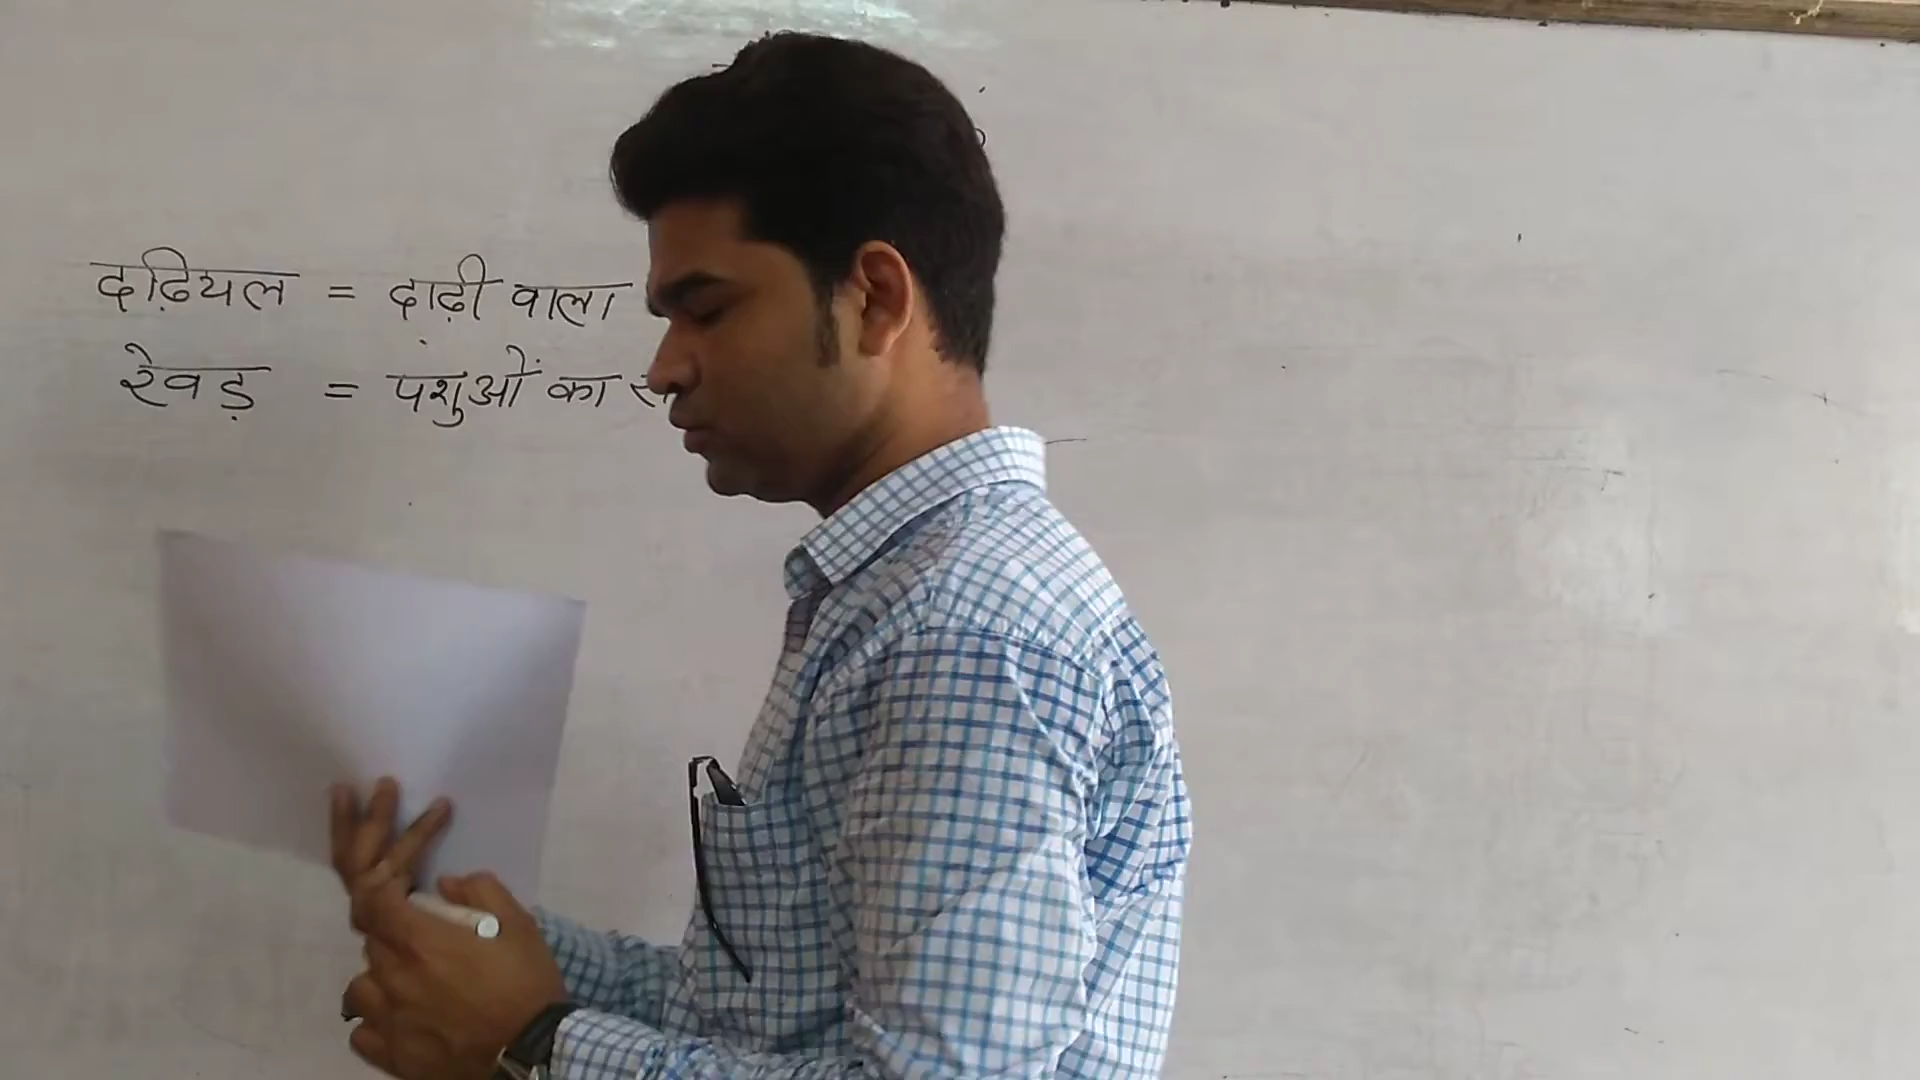 दढ़ियल = दाढ़ी वाला
रेवड़ = पशुओं का